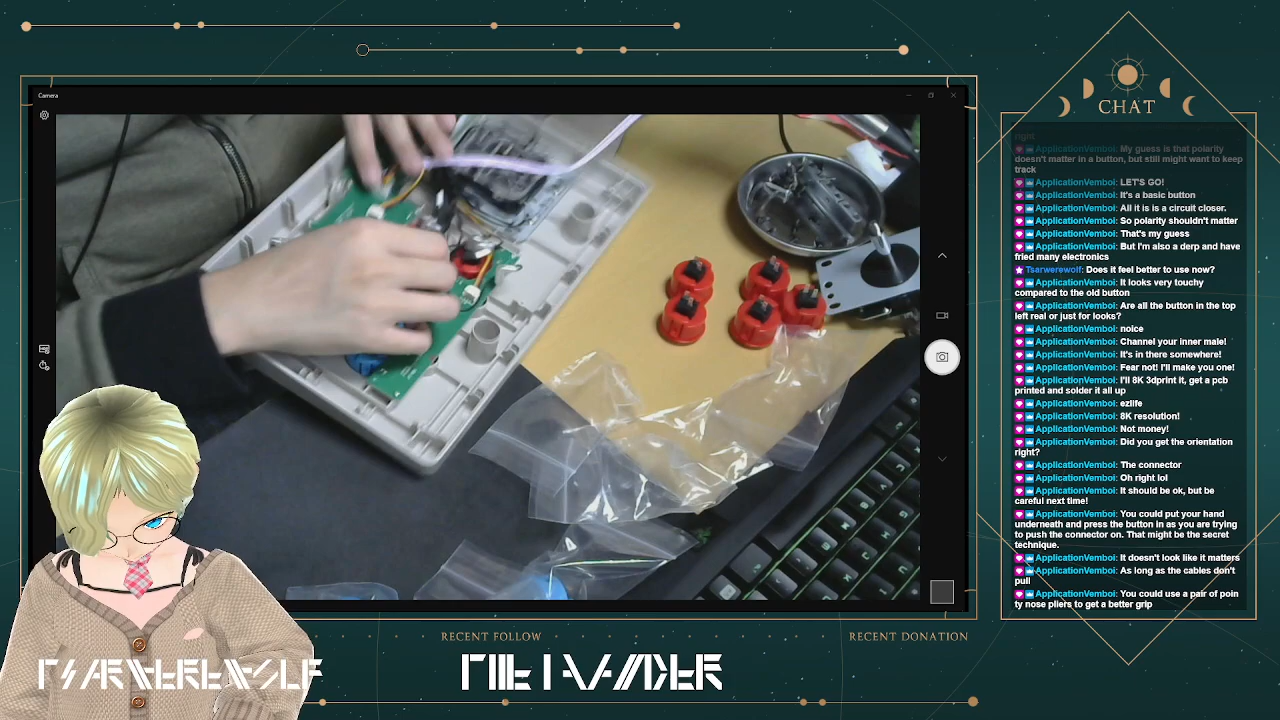 Camera
CHAT
right
ApplicationVemboi: My guess is that polarity
doesn't matter in a button, but still might want to keep
track
ApplicationVemboi: LET'S GO!
ApplicationVemboi: It's a basic button
ApplicationVemboi: All it is is a circuit closer.
ApplicationVemboi: So polarity shouldn't matter
ApplicationVemboi: That's my guess
ApplicationVemboi: But I'm also a derp and have
fried many electronics
Tsarwerewolf: Does it feel better to use now?
ApplicationVemboi: It looks very touchy
compared to the old button
ApplicationVemboi: Are all the button in the top
left real or just for looks?
ApplicationVemboi: noice
ApplicationVemboi: Channel your inner male!
ApplicationVemboi: It's in there somewhere!
ApplicationVemboi: Fear not! I'll make you one!
ApplicationVemboi: I'll 8K 3dprint it, get a pcb
printed and solder it all up
ApplicationVemboi: ezlife
ApplicationVemboi: 8K resolution!
ApplicationVemboi: Not money!
ApplicationVemboi: Did you get the orientation
right?
ApplicationVemboi: The connector
ApplicationVemboi: Oh right lol
ApplicationVemboi: It should be ok, but be
careful next time!
ApplicationVemboi: You could put your hand
underneath and press the button in as you are trying
to push the connector on. That might be the secret
technique.
ApplicationVemboi: It doesn't look like it matters
ApplicationVemboi: As long as the cables don't
pull
ApplicationVemboi: You could use a pair of poin
ty nose pliers to get a better grip
RECENT FOLLOW
RECENT DONATION
TSARWEREWOLF